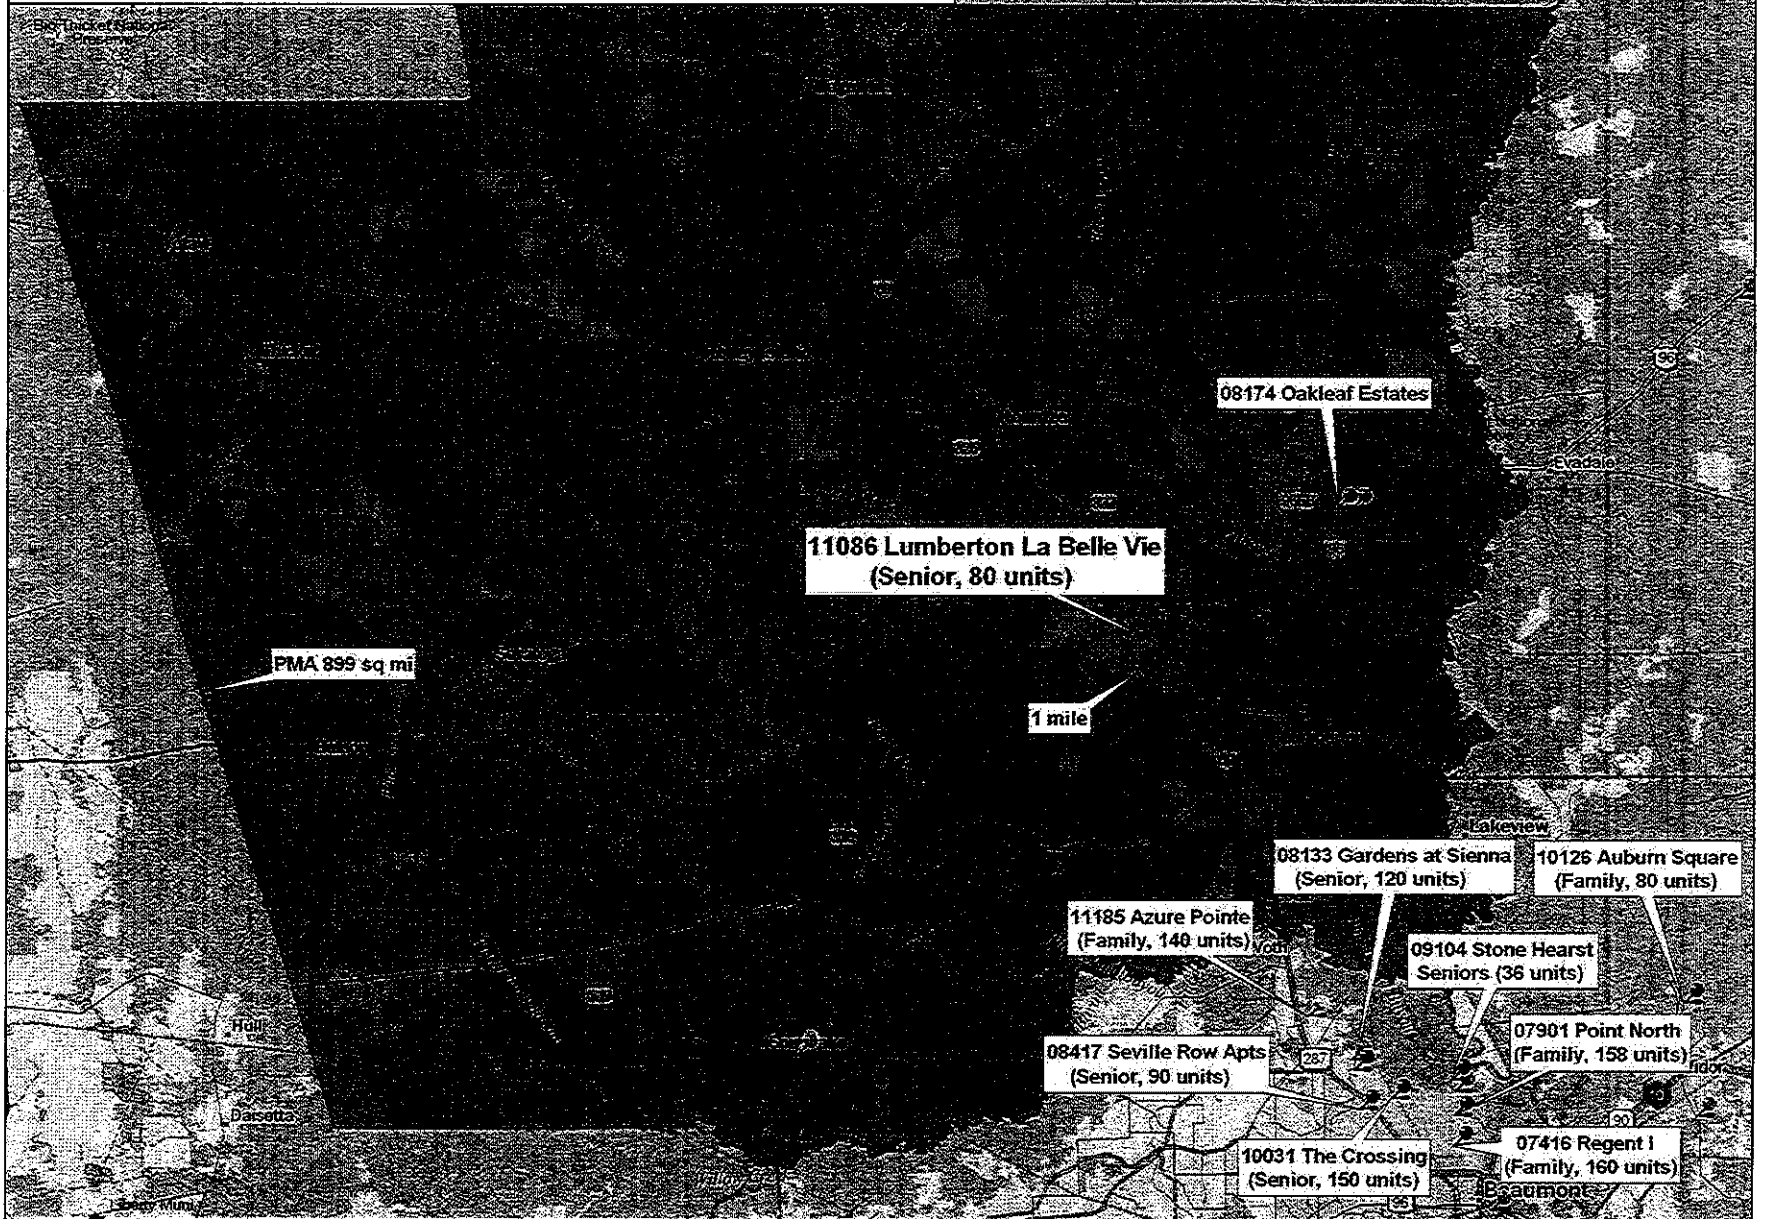 08174 Oakleaf Estates
Evadale
11086 Lumberton La Belle Vie
(Senior, 80 units)
PMA 899 sq mi
1 mile
Lakeview
08133 Gardens at Sienna
(Senior, 120 units)
10126 Auburn Square
(Family, 80 units)
11185 Azure Pointe
(Family, 140 units)
09104 Stone Hearst
Seniors (36 units)
Hull
07901 Point North
(Family, 158 units)
08417 Seville Row Apts
(Senior, 90 units)
287
90
Daisetta
10031 The Crossing
(Senior, 150 units)
07416 Regent I
(Family, 160 units)
Beaumont
96